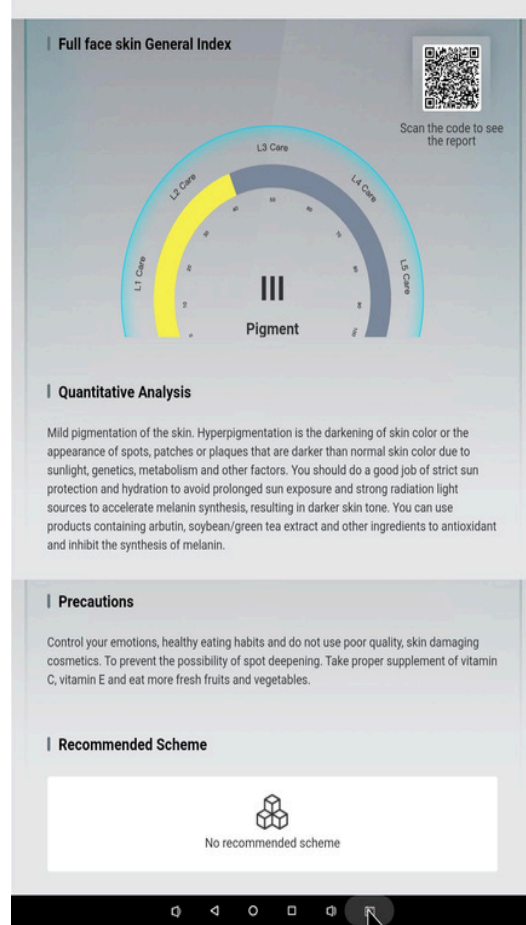 Full face skin General Index
Scan the code to see
the report
L1 Care
L2 Care
L3 Care
L4 Care
L5 Care
10
20
30
40
50
90
100
III
Pigment
Quantitative Analysis
Mild pigmentation of the skin. Hyperpigmentation is the darkening of skin color or the
appearance of spots, patches or plaques that are darker than normal skin color due to
sunlight, genetics, metabolism and other factors. You should do a good job of strict sun
protection and hydration to avoid prolonged sun exposure and strong radiation light
sources to accelerate melanin synthesis, resulting in darker skin tone. You can use
products containing arbutin, soybean/green tea extract and other ingredients to antioxidant
and inhibit the synthesis of melanin.
Precautions
Control your emotions, healthy eating habits and do not use poor quality, skin damaging
cosmetics. To prevent the possibility of spot deepening. Take proper supplement of vitamin
C, vitamin E and eat more fresh fruits and vegetables.
Recommended Scheme
No recommended scheme